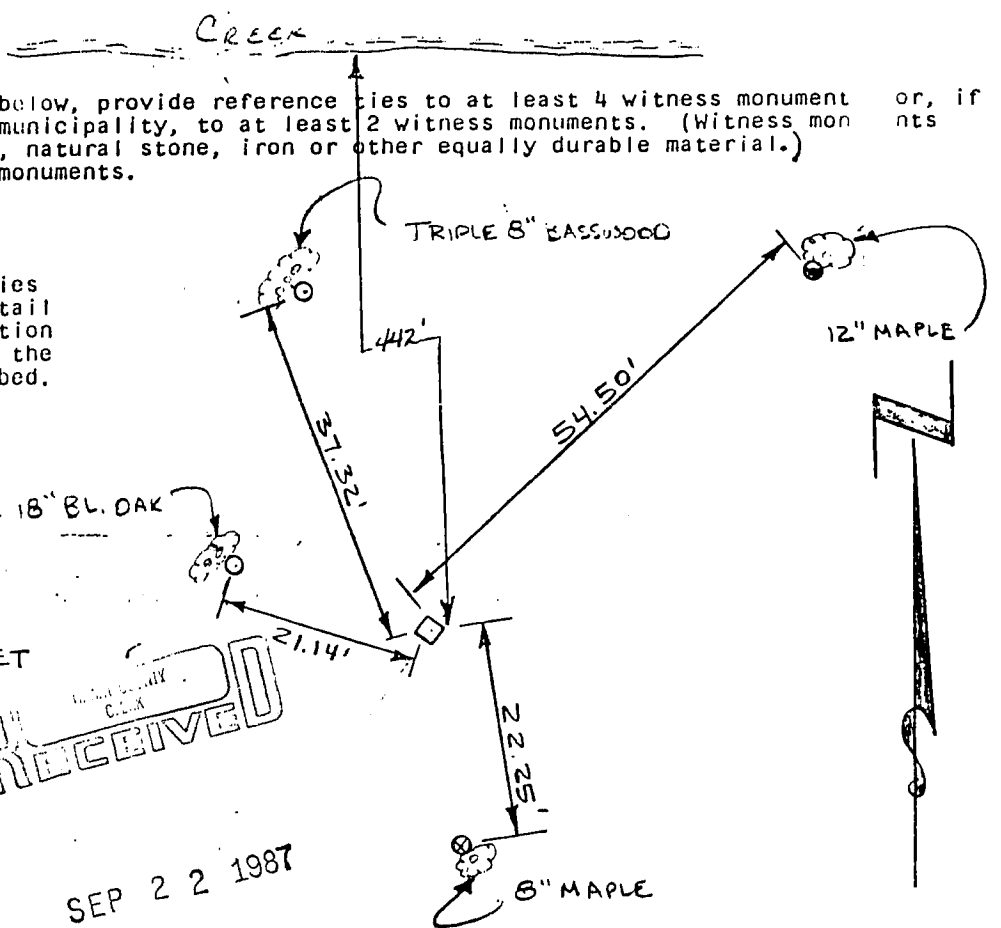 CREEK
below, provide reference ties to at least 4 witness monument or, if
municipality, to at least 2 witness monuments. (Witness mon nts
, natural stone, iron or other equally durable material.)
monuments.
TRIPLE 8" BASSWOOD
ies
tail
tion
the
bed.
442'
12" MAPLE
54.50'
37.32'
18" BL. OAK
21.14'
ET
RECEIVED
22.25'
SEP 22 1987
8" MAPLE